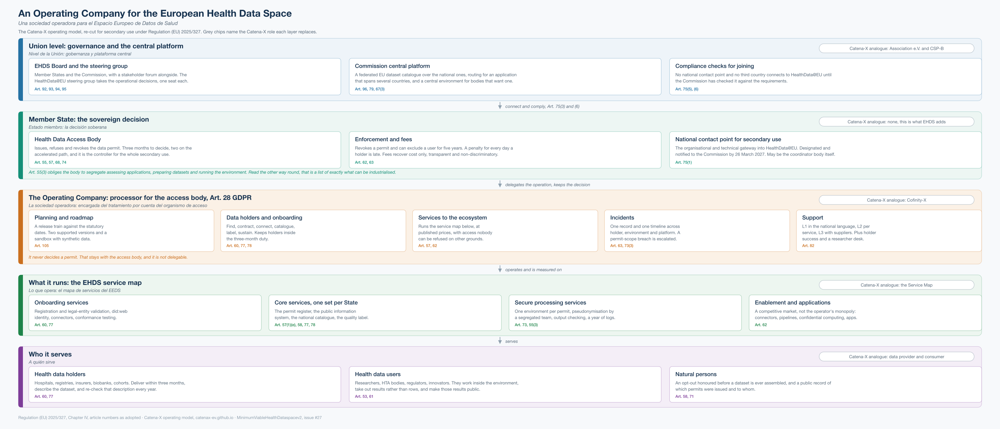 An Operating Company for the European Health Data Space
Una sociedad operadora para el Espacio Europeo de Datos de Salud
The Catena-X operating model, re-cut for secondary use under Regulation (EU) 2025/327. Grey chips name the Catena-X role each layer replaces.
Union level: governance and the central platform
Nivel de la Unión: gobernanza y plataforma central
Catena-X analogue: Association e.V. and CSP-B
EHDS Board and the steering group
Member States and the Commission, with a stakeholder forum alongside. The
HealthData@EU steering group takes the operational decisions, one seat each.
Art. 92, 93, 94, 95
Commission central platform
A federated EU dataset catalogue over the national ones, routing for an application
that spans several countries, and a central environment for bodies that want one.
Art. 96, 79, 67(3)
Compliance checks for joining
No national contact point and no third country connects to HealthData@EU until
the Commission has checked it against the requirements.
Art. 75(5), (6)
connect and comply, Art. 75(3) and (6)
Member State: the sovereign decision
Estado miembro: la decisión soberana
Catena-X analogue: none, this is what EHDS adds
Health Data Access Body
Issues, refuses and revokes the data permit. Three months to decide, two on the
accelerated path, and it is the controller for the whole secondary use.
Art. 55, 57, 68, 74
Enforcement and fees
Revokes a permit and can exclude a user for five years. A penalty for every day a
holder is late. Fees recover cost only, transparent and non-discriminatory.
Art. 62, 63
National contact point for secondary use
The organisational and technical gateway into HealthData@EU. Designated and
notified to the Commission by 26 March 2027. May be the coordinator body itself.
Art. 75(1)
Art. 55(3) obliges the body to segregate assessing applications, preparing datasets and running the environment. Read the other way round, that is a list of exactly what can be industrialised.
delegates the operation, keeps the decision
The Operating Company: processor for the access body, Art. 28 GDPR
La sociedad operadora: encargada del tratamiento por cuenta del organismo de acceso
Catena-X analogue: Cofinity-X
Planning and roadmap
A release train against the statutory
dates. Two supported versions and a
sandbox with synthetic data.
Art. 105
Data holders and onboarding
Find, contract, connect, catalogue,
label, sustain. Keeps holders inside
the three-month duty.
Art. 60, 77, 78
Services to the ecosystem
Runs the service map below, at
published prices, with access nobody
can be refused on other grounds.
Art. 57, 62
Incidents
One record and one timeline across
holder, environment and platform. A
permit-scope breach is escalated.
Art. 63, 73(3)
Support
L1 in the national language, L2 per
service, L3 with suppliers. Plus holder
success and a researcher desk.
Art. 82
It never decides a permit. That stays with the access body, and it is not delegable.
operates and is measured on
What it runs: the EHDS service map
Lo que opera: el mapa de servicios del EEDS
Catena-X analogue: the Service Map
Onboarding services
Registration and legal-entity validation, did:web
identity, connectors, conformance testing.
Art. 60, 77
Core services, one set per State
The permit register, the public information
system, the national catalogue, the quality label.
Art. 57(1)(e), 58, 77, 78
Secure processing services
One environment per permit, pseudonymisation by
a segregated team, output checking, a year of logs.
Art. 73, 55(3)
Enablement and applications
A competitive market, not the operator's monopoly:
connectors, pipelines, confidential computing, apps.
Art. 62
serves
Who it serves
A quién sirve
Catena-X analogue: data provider and consumer
Health data holders
Hospitals, registries, insurers, biobanks, cohorts. Deliver within three months,
describe the dataset, and re-check that description every year.
Art. 60, 77
Health data users
Researchers, HTA bodies, regulators, innovators. They work inside the environment,
take out results rather than rows, and make those results public.
Art. 53, 61
Natural persons
An opt-out honoured before a dataset is ever assembled, and a public record of
which permits were issued and to whom.
Art. 58, 71
Regulation (EU) 2025/327, Chapter IV, article numbers as adopted · Catena-X operating model, catenax-ev.github.io · MinimumViableHealthDataspacev2, issue #27